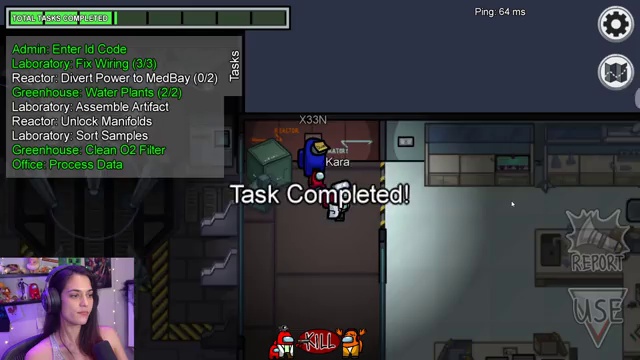 TOTAL TASKS COMPLETED
Ping: 64 ms
Admin: Enter Id Code
Laboratory: Fix Wiring (3/3)
Reactor: Divert Power to MedBay (0/2)
Greenhouse: Water Plants (2/2)
Laboratory: Assemble Artifact
Reactor: Unlock Manifolds
Laboratory: Sort Samples
Greenhouse: Clean O2 Filter
Office: Process Data
Tasks
X33N
REACTOR
Kara
Task Completed!
REPORT
USE
KILL